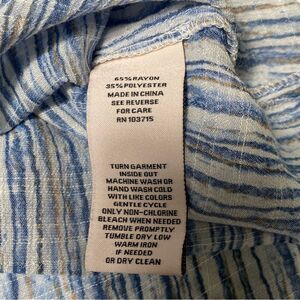 65% RAYON
35% POLYESTER
MADE IN CHINA
SEE REVERSE
FOR CARE
RN 103715
TURN GARMENT
INSIDE OUT
MACHINE WASH OR
HAND WASH COLD
WITH LIKE COLORS
GENTLE CYCLE
ONLY NON-CHLORINE
BLEACH WHEN NEEDED
REMOVE PROMPTLY
TUMBLE DRY LOW
WARM IRON
IF NEEDED
OR DRY CLEAN